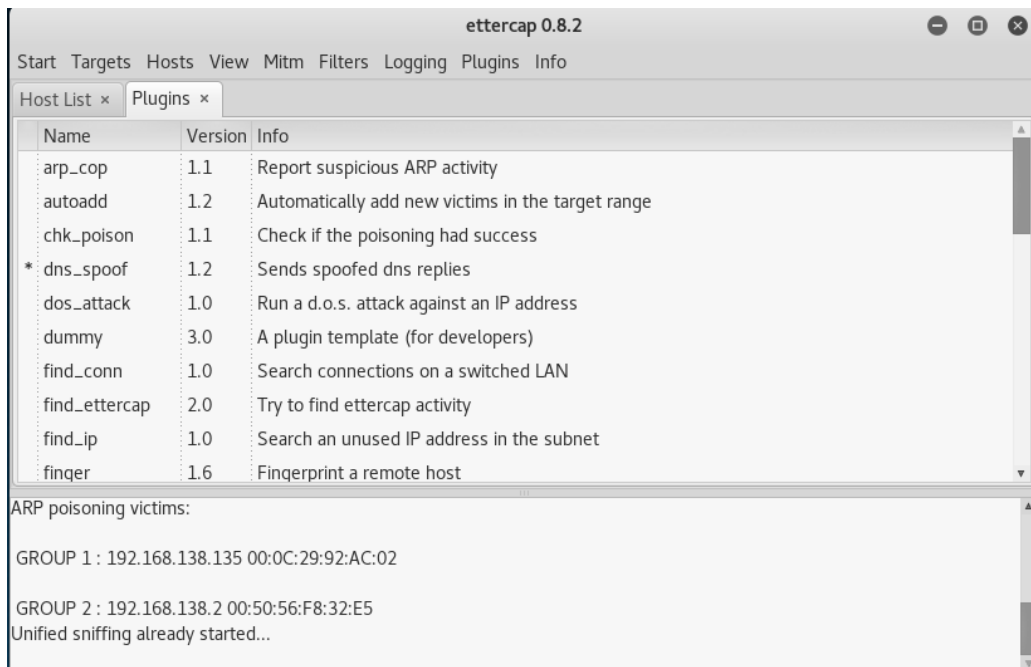 ettercap 0.8.2
Start Targets Hosts View Mitm Filters Logging Plugins Info
Host List × Plugins ×
Name Version Info
arp_cop 1.1 Report suspicious ARP activity
autoadd 1.2 Automatically add new victims in the target range
chk_poison 1.1 Check if the poisoning had success
* dns_spoof 1.2 Sends spoofed dns replies
dos_attack 1.0 Run a d.o.s. attack against an IP address
dummy 3.0 A plugin template (for developers)
find_conn 1.0 Search connections on a switched LAN
find_ettercap 2.0 Try to find ettercap activity
find_ip 1.0 Search an unused IP address in the subnet
finger 1.6 Fingerprint a remote host
ARP poisoning victims:
GROUP 1 : 192.168.138.135 00:0C:29:92:AC:02
GROUP 2 : 192.168.138.2 00:50:56:F8:32:E5
Unified sniffing already started...